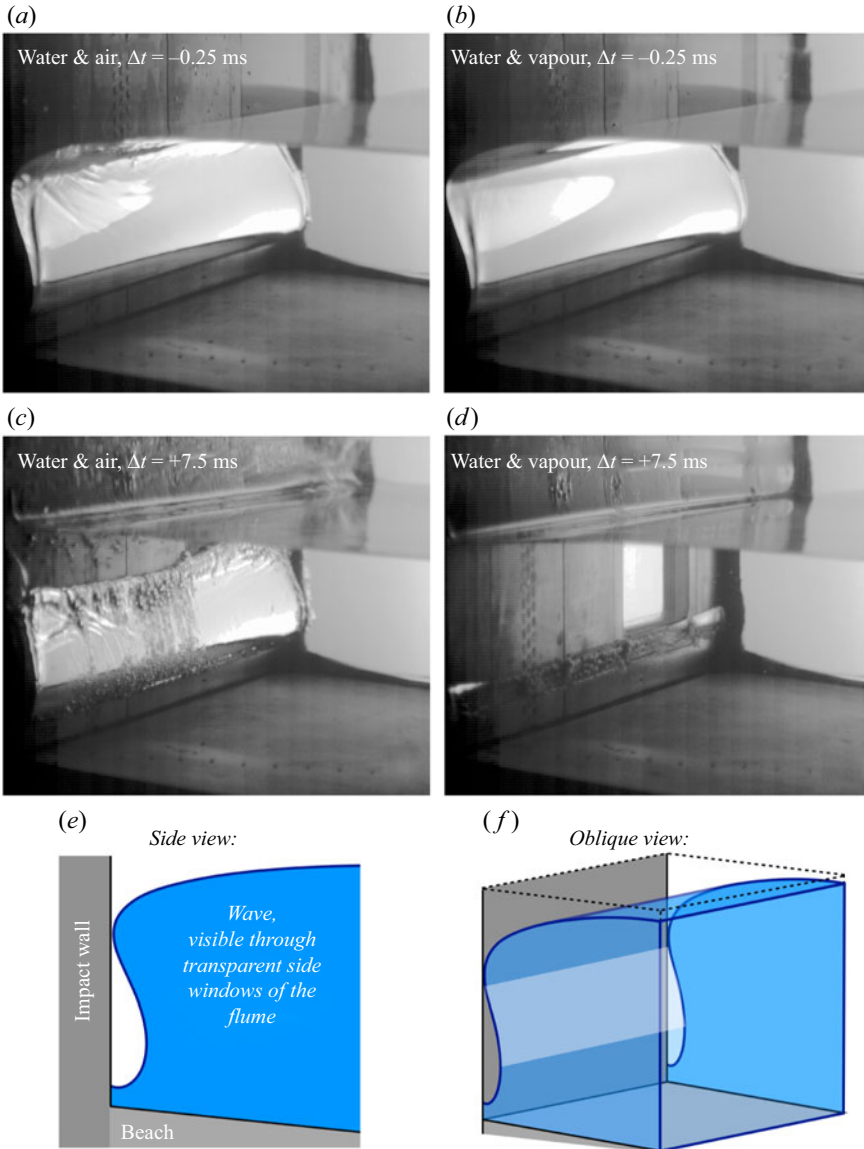 (a)
(b)
Water & air, Δt = –0.25 ms
Water & vapour, Δt = –0.25 ms
(c)
(d)
Water & air, Δt = +7.5 ms
Water & vapour, Δt = +7.5 ms
(e)
(f)
Side view:
Oblique view:
Impact wall
Wave,
visible through
transparent side
windows of the
flume
Beach